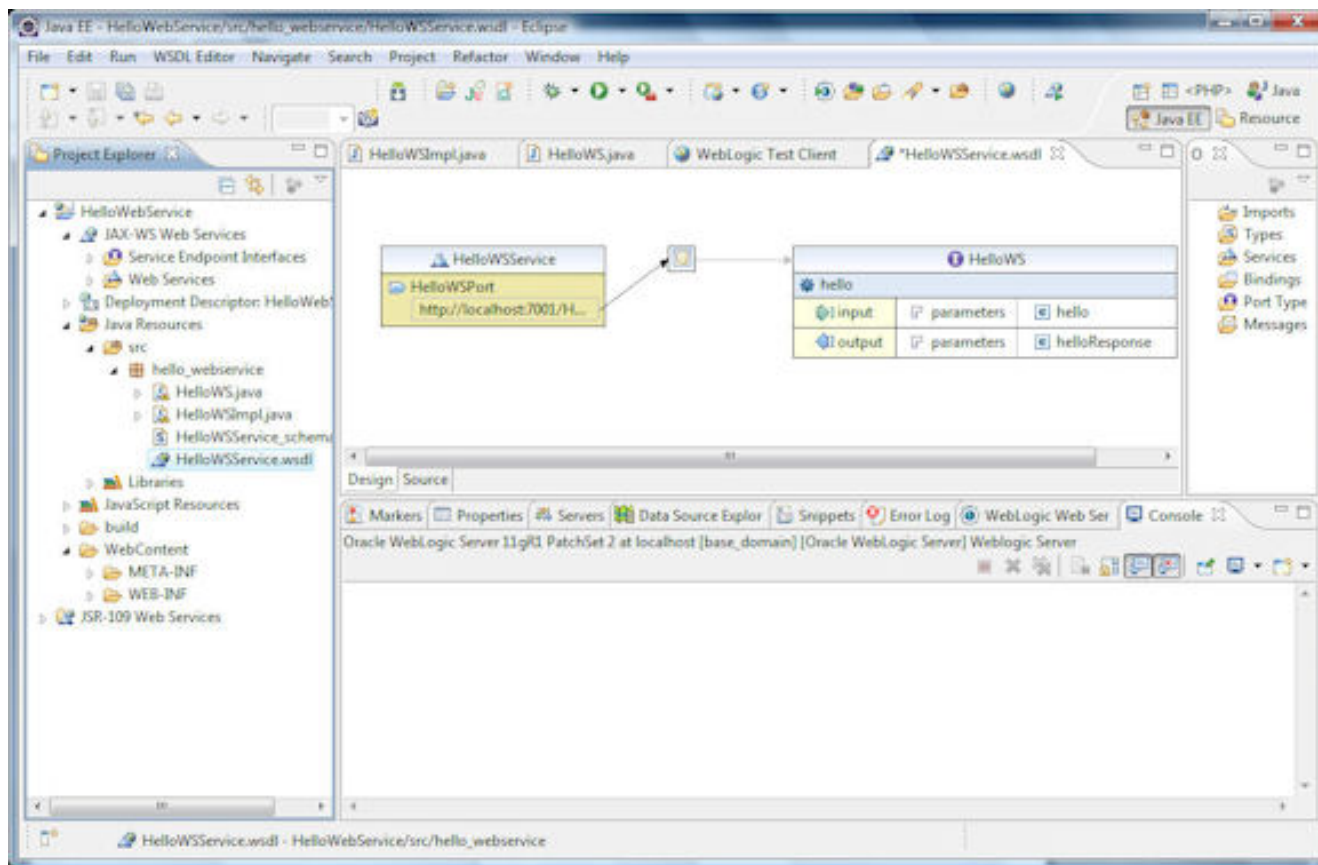 Java EE - HelloWebService/src/hello_webservice/HelloWSService.wsdl - Eclipse
File Edit Run WSDL Editor Navigate Search Project Refactor Window Help
<PHP> Java
Java EE Resource
Project Explorer
HelloWebService
JAX-WS Web Services
Service Endpoint Interfaces
Web Services
Deployment Descriptor: HelloWeb
Java Resources
src
hello_webservice
HelloWS.java
HelloWSImpl.java
HelloWSService_schema
HelloWSService.wsdl
Libraries
JavaScript Resources
build
WebContent
META-INF
WEB-INF
JSR-109 Web Services
HelloWSImpl.java HelloWS.java WebLogic Test Client *HelloWSService.wsdl
HelloWSService
HelloWSPort
http://localhost:7001/H...
HelloWS
hello
input parameters hello
output parameters helloResponse
Design Source
O
Imports
Types
Services
Bindings
Port Type
Messages
Markers Properties Servers Data Source Explor Snippets Error Log WebLogic Web Ser Console
Oracle WebLogic Server 11gR1 PatchSet 2 at localhost [base_domain] [Oracle WebLogic Server] Weblogic Server
HelloWSService.wsdl - HelloWebService/src/hello_webservice